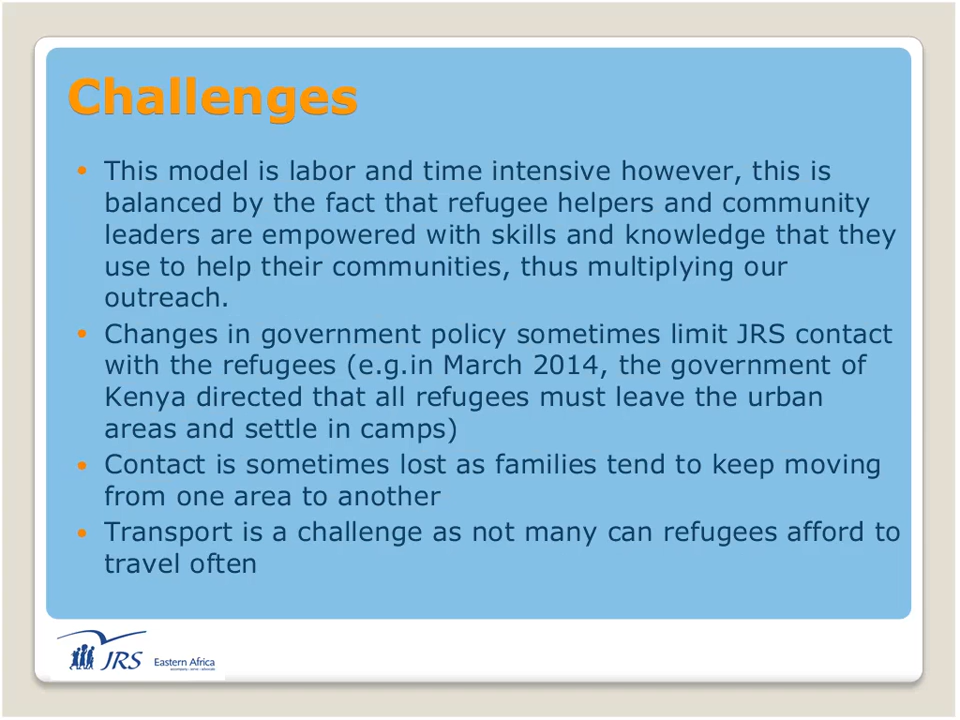 Challenges
• This model is labor and time intensive however, this is
balanced by the fact that refugee helpers and community
leaders are empowered with skills and knowledge that they
use to help their communities, thus multiplying our
outreach.
• Changes in government policy sometimes limit JRS contact
with the refugees (e.g.in March 2014, the government of
Kenya directed that all refugees must leave the urban
areas and settle in camps)
• Contact is sometimes lost as families tend to keep moving
from one area to another
• Transport is a challenge as not many can refugees afford to
travel often
JRS Eastern Africa